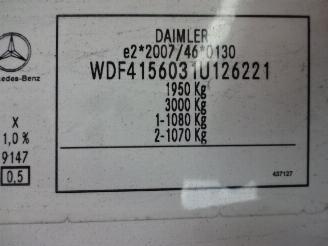 DAIMLER
e2*2007/46*0130
WDF4156031U126221
1950 Kg
3000 Kg
1-1080 Kg
2-1070 Kg
437127
cedes-Benz
X
1,0%
9147
0,5